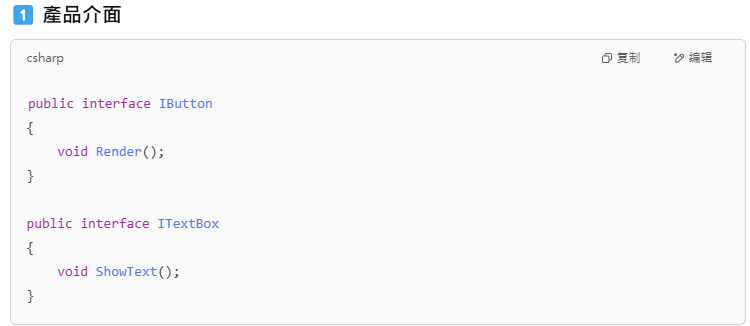 1 產品介面
csharp 复制 编辑
public interface IButton
{
    void Render();
}

public interface ITextBox
{
    void ShowText();
}